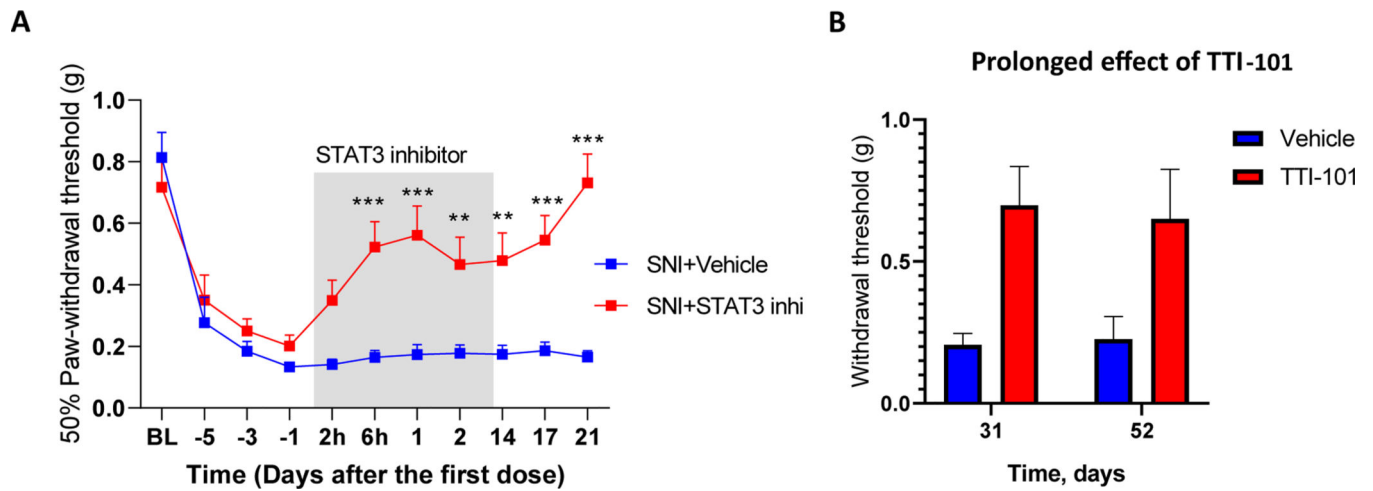 A
50% Paw-withdrawal threshold (g)
1.0
0.8
0.6
0.4
0.2
0.0
STAT3 inhibitor
***
***
**
**
***
***
SNI+Vehicle
SNI+STAT3 inhi
BL -5 -3 -1 2h 6h 1 2 14 17 21
Time (Days after the first dose)
B
Prolonged effect of TTI-101
Withdrawal threshold (g)
1.0
0.5
0.0
Vehicle
TTI-101
31 52
Time, days